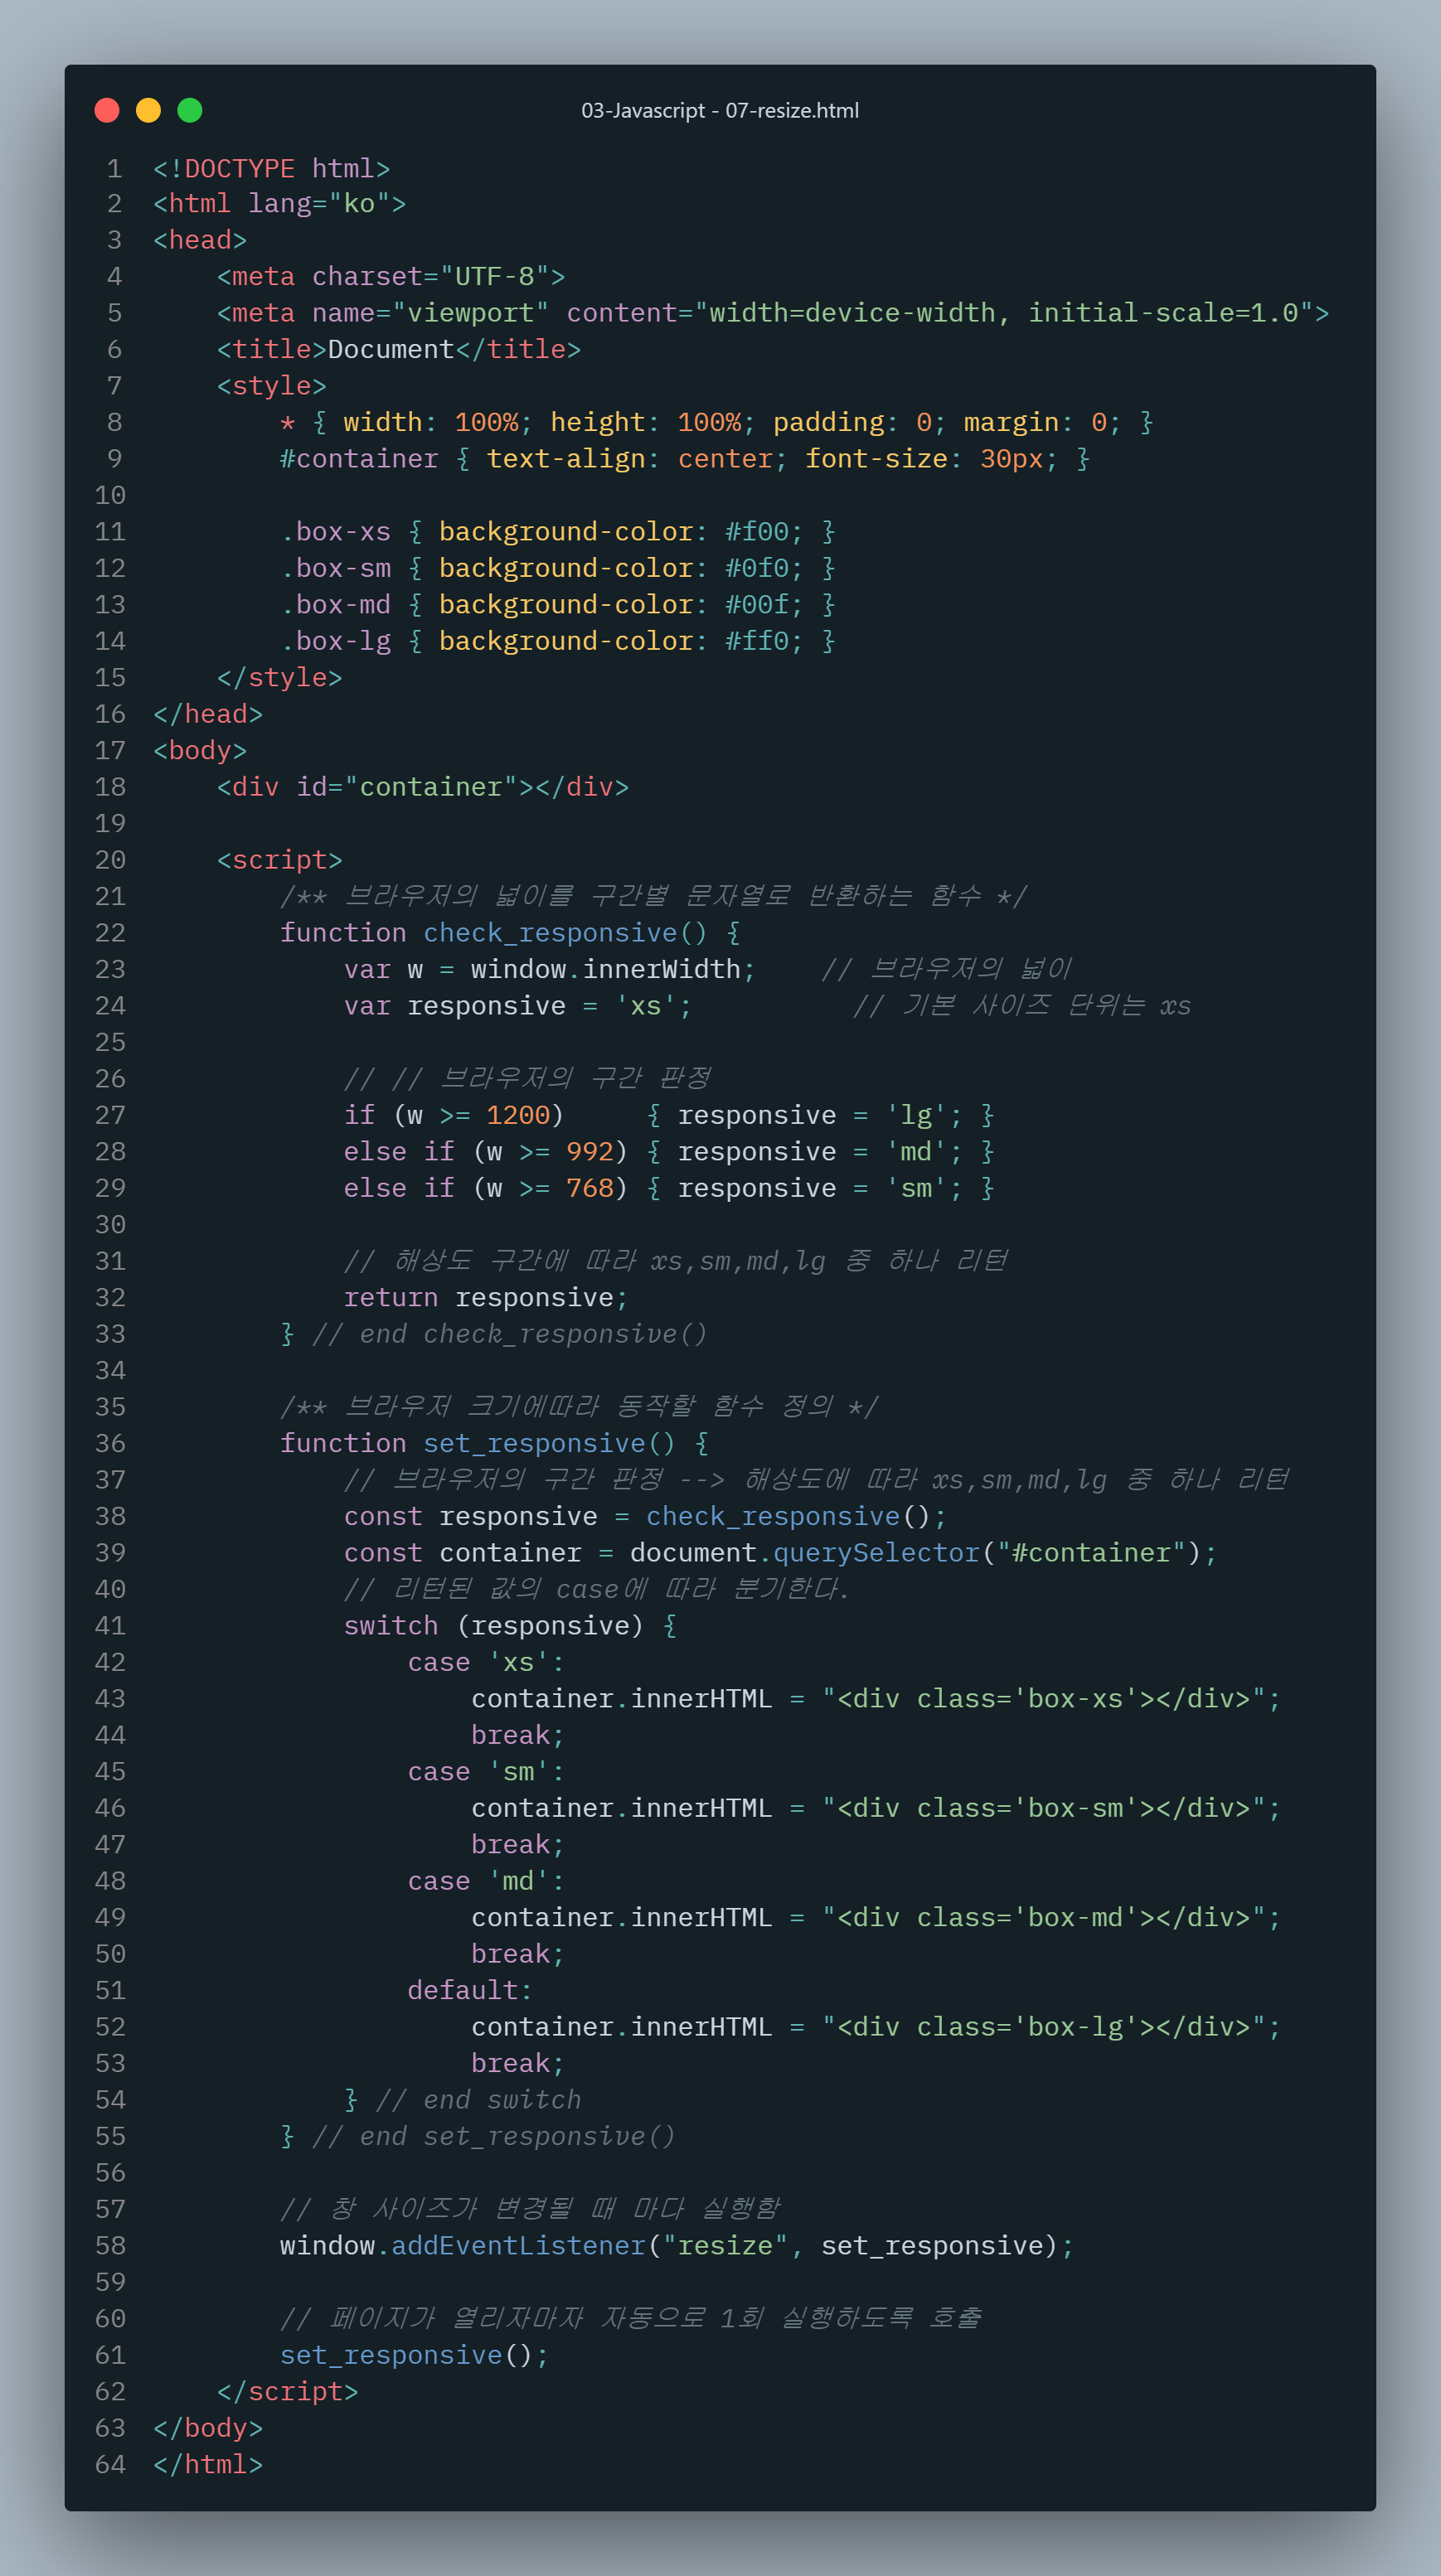 03-Javascript - 07-resize.html
1 <!DOCTYPE html>
2 <html lang="ko">
3 <head>
4     <meta charset="UTF-8">
5     <meta name="viewport" content="width=device-width, initial-scale=1.0">
6     <title>Document</title>
7     <style>
8         * { width: 100%; height: 100%; padding: 0; margin: 0; }
9         #container { text-align: center; font-size: 30px; }
10
11         .box-xs { background-color: #f00; }
12         .box-sm { background-color: #0f0; }
13         .box-md { background-color: #00f; }
14         .box-lg { background-color: #ff0; }
15     </style>
16 </head>
17 <body>
18     <div id="container"></div>
19
20     <script>
21         /** 브라우저의 넓이를 구간별 문자열로 반환하는 함수 */
22         function check_responsive() {
23             var w = window.innerWidth;    // 브라우저의 넓이
24             var responsive = 'xs';          // 기본 사이즈 단위는 xs
25
26             // // 브라우저의 구간 판정
27             if (w >= 1200)     { responsive = 'lg'; }
28             else if (w >= 992) { responsive = 'md'; }
29             else if (w >= 768) { responsive = 'sm'; }
30
31             // 해상도 구간에 따라 xs,sm,md,lg 중 하나 리턴
32             return responsive;
33         } // end check_responsive()
34
35         /** 브라우저 크기에따라 동작할 함수 정의 */
36         function set_responsive() {
37             // 브라우저의 구간 판정 --> 해상도에 따라 xs,sm,md,lg 중 하나 리턴
38             const responsive = check_responsive();
39             const container = document.querySelector("#container");
40             // 리턴된 값의 case에 따라 분기한다.
41             switch (responsive) {
42                 case 'xs':
43                     container.innerHTML = "<div class='box-xs'></div>";
44                     break;
45                 case 'sm':
46                     container.innerHTML = "<div class='box-sm'></div>";
47                     break;
48                 case 'md':
49                     container.innerHTML = "<div class='box-md'></div>";
50                     break;
51                 default:
52                     container.innerHTML = "<div class='box-lg'></div>";
53                     break;
54             } // end switch
55         } // end set_responsive()
56
57         // 창 사이즈가 변경될 때 마다 실행함
58         window.addEventListener("resize", set_responsive);
59
60         // 페이지가 열리자마자 자동으로 1회 실행하도록 호출
61         set_responsive();
62     </script>
63 </body>
64 </html>